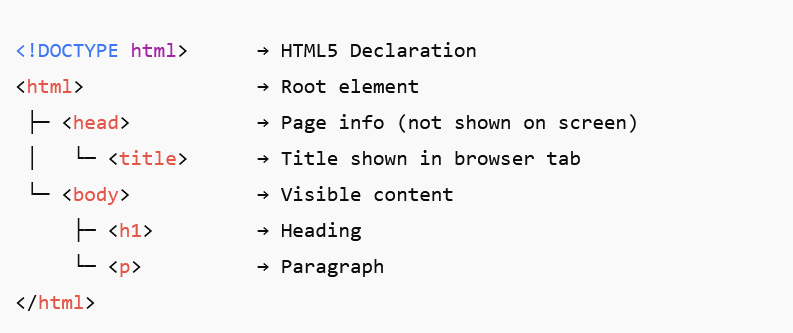 <!DOCTYPE html>      → HTML5 Declaration
<html>               → Root element
 ├─ <head>           → Page info (not shown on screen)
 │   └─ <title>      → Title shown in browser tab
 └─ <body>           → Visible content
     ├─ <h1>         → Heading
     └─ <p>          → Paragraph
</html>